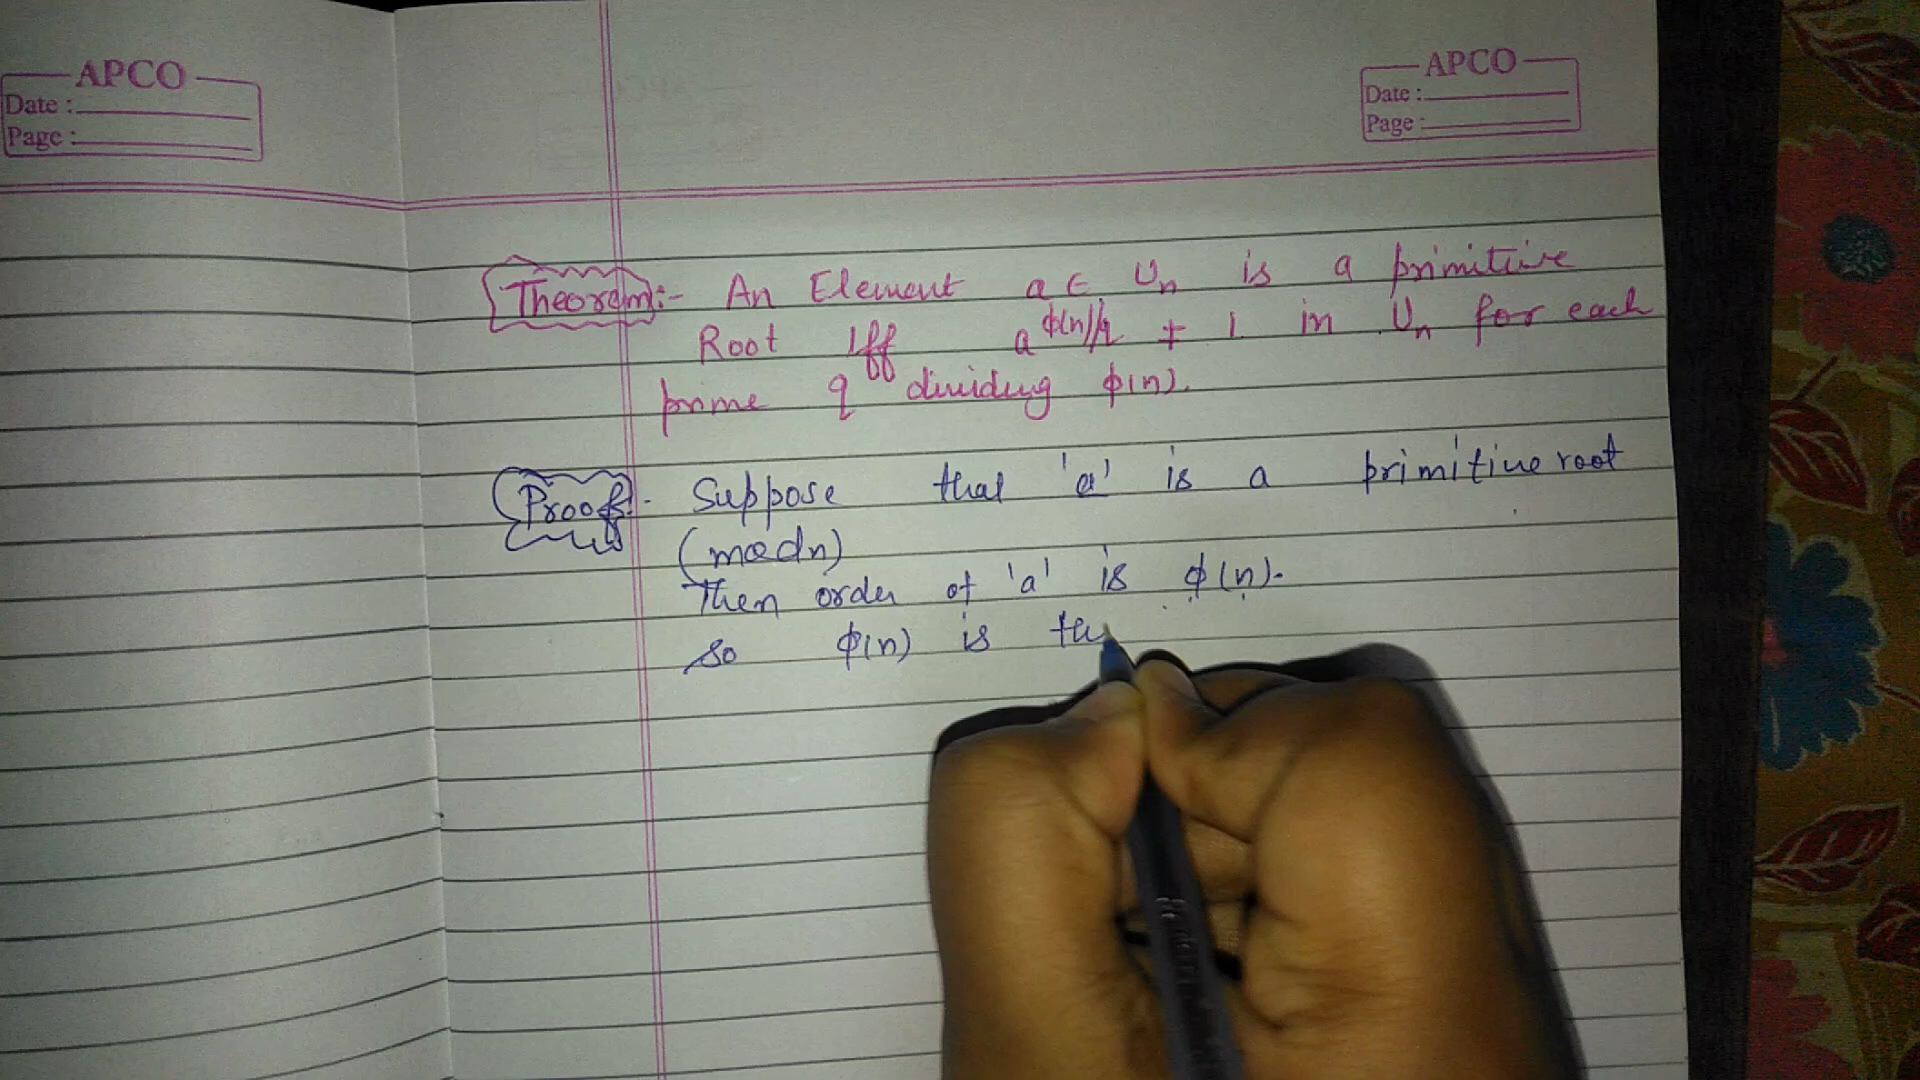 APCO
Date :
Page :
APCO
Date :
Page :
Theorem:- An Element a ∈ Un is a primitive
Root iff a^ϕ(n)/q ≠ 1 in Un for each
prime q dividing ϕ(n).
Proof:- Suppose that 'a' is a primitive root
(mod n)
Then order of 'a' is ϕ(n).
so ϕ(n) is